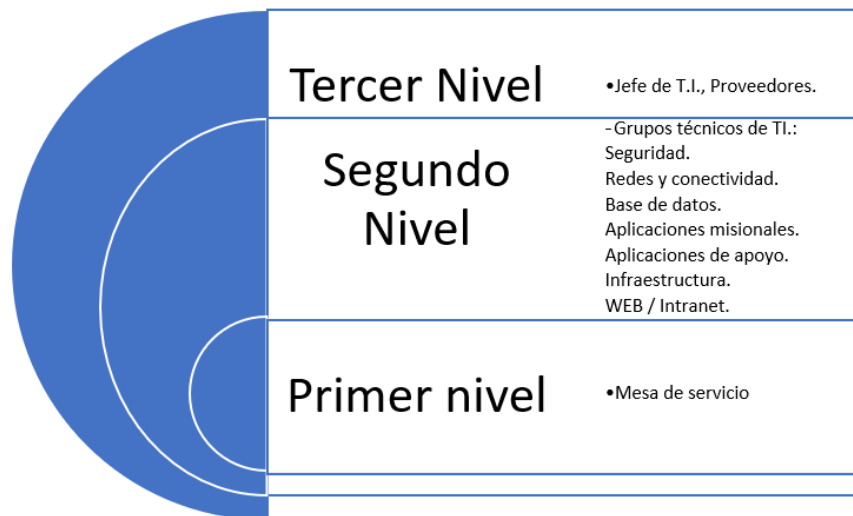 Tercer Nivel
•Jefe de T.I., Proveedores.
Segundo
Nivel
-Grupos técnicos de TI.:
Seguridad.
Redes y conectividad.
Base de datos.
Aplicaciones misionales.
Aplicaciones de apoyo.
Infraestructura.
WEB / Intranet.
Primer nivel
•Mesa de servicio